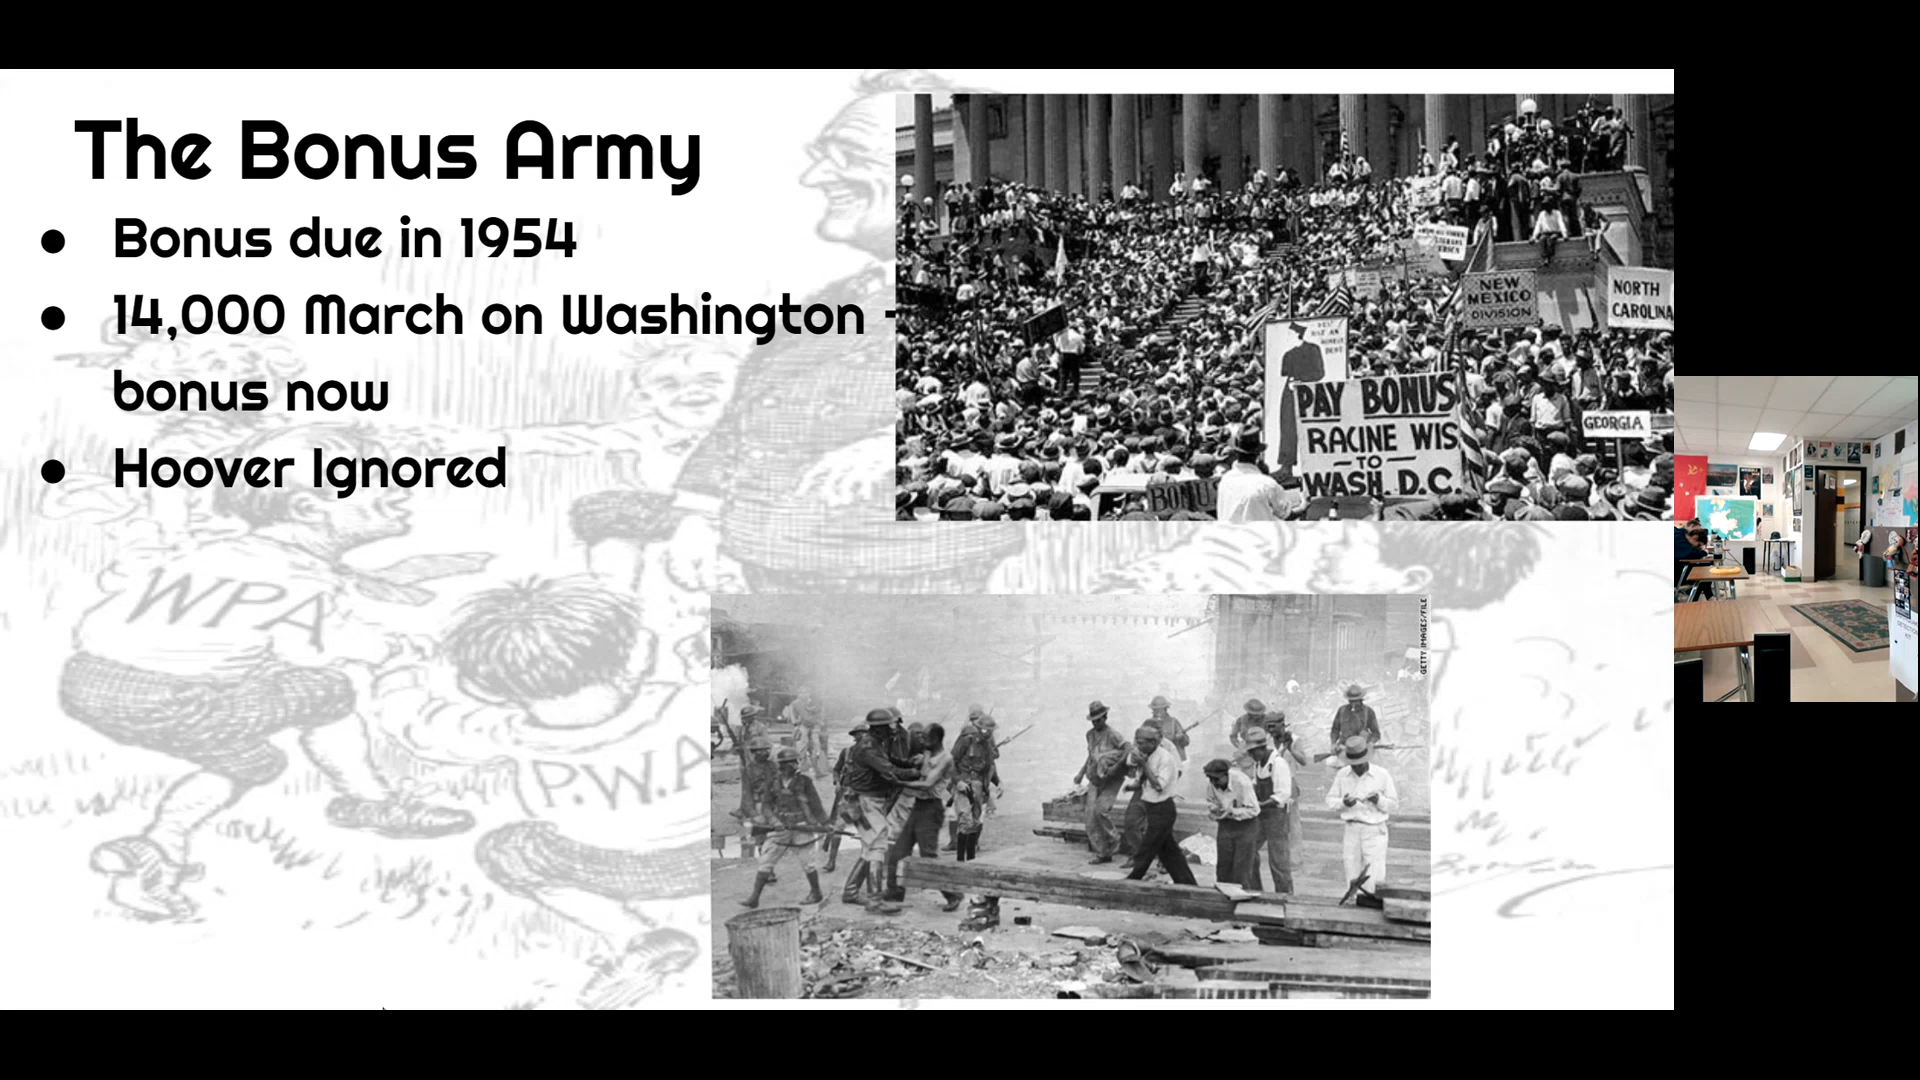 The Bonus Army
● Bonus due in 1954
● 14,000 March on Washington -
bonus now
● Hoover Ignored
NEW
MEXICO
DIVISION
NORTH
CAROLINA
PAY BONUS
RACINE WIS.
-TO-
WASH. D.C.
GEORGIA
BONUS
GETTY IMAGES/FILE
WPA
P.W.A